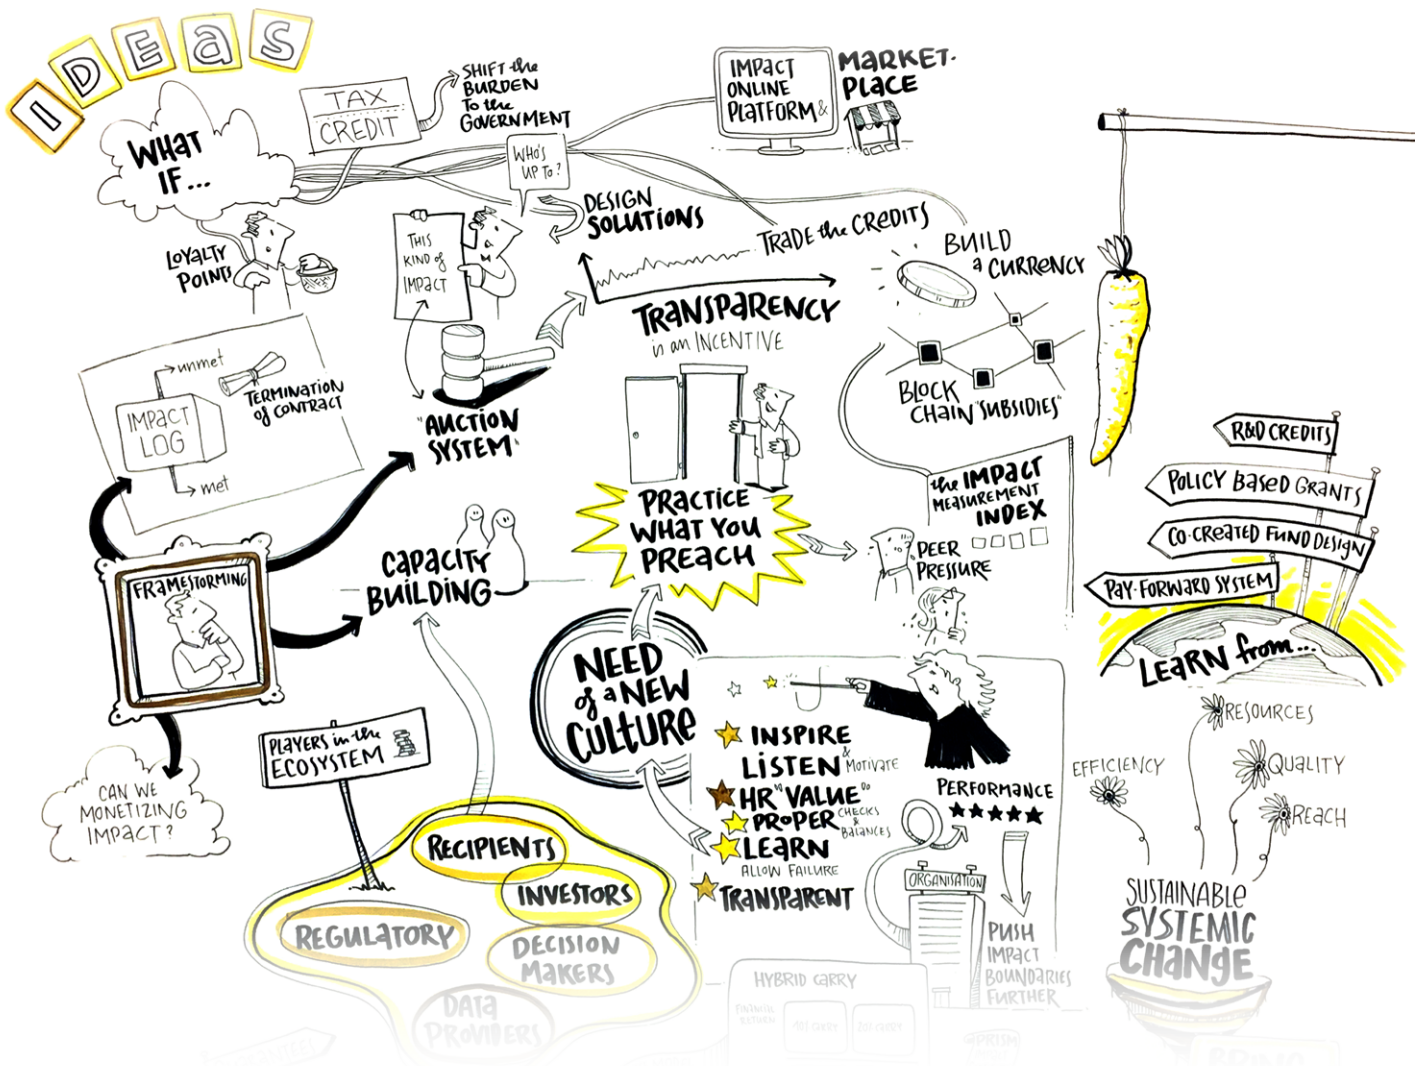 IDEAS
WHAT
IF...
TAX
CREDIT
SHIFT the
BURDEN
To the
GOVERNMENT
IMPACT
ONLINE
PLATFORM &
MARKET-
PLACE
WHO'S
UP TO?
LOYALTY
POINTS
THIS
KIND of
IMPACT
DESIGN
SOLUTIONS
TRADE the CREDITS
BUILD
a CURRENCY
TRANSPARENCY
is an INCENTIVE
BLOCK
CHAIN "SUBSIDIES"
unmet
IMPACT
LOG
met
TERMINATION
of CONTRACT
"AUCTION
SYSTEM"
PRACTICE
WHAT YOU
PREACH
the IMPACT
MEASUREMENT
INDEX
PEER
PRESSURE
R&D CREDITS
POLICY BASED GRANTS
CO-CREATED FUND DESIGN
PAY-FORWARD SYSTEM
LEARN from...
FRAMESTORMING
CAPACITY
BUILDING
CAN WE
MONETIZING
IMPACT?
PLAYERS in the
ECOSYSTEM
NEED
of a NEW
CULTURE
INSPIRE
LISTEN & MOTIVATE
HR "VALUE"
PROPER CHECKS & BALANCES
LEARN
ALLOW FAILURE
TRANSPARENT
PERFORMANCE
ORGANISATION
PUSH
IMPACT
BOUNDARIES
FURTHER
RECIPIENTS
INVESTORS
REGULATORY
DECISION
MAKERS
DATA
PROVIDERS
HYBRID CARRY
FINANCIAL
RETURN
RESOURCES
EFFICIENCY
QUALITY
REACH
SUSTAINABLE
SYSTEMIC
CHANGE